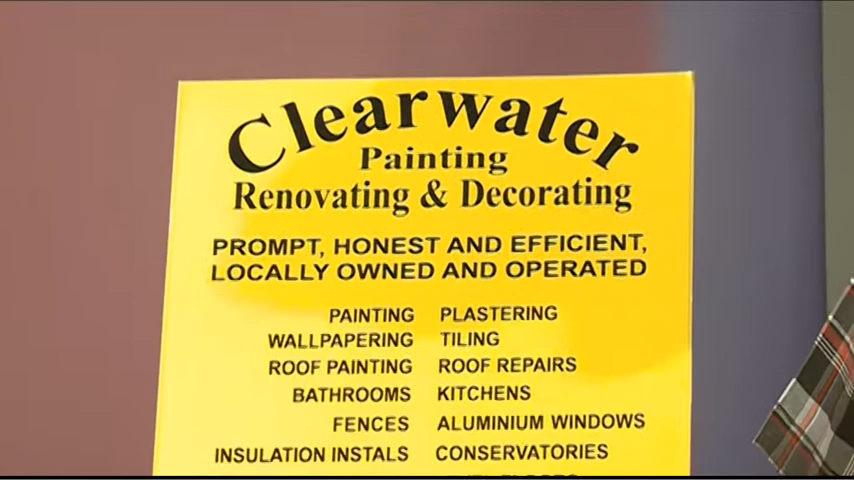 Clearwater
Painting
Renovating & Decorating
PROMPT, HONEST AND EFFICIENT,
LOCALLY OWNED AND OPERATED
PAINTING PLASTERING
WALLPAPERING TILING
ROOF PAINTING ROOF REPAIRS
BATHROOMS KITCHENS
FENCES ALUMINIUM WINDOWS
INSULATION INSTALS CONSERVATORIES